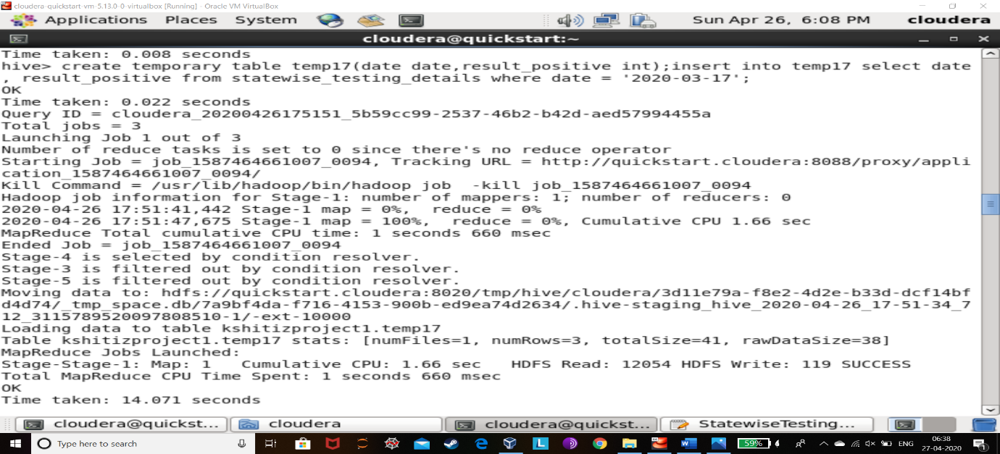 cloudera-quickstart-vm-5.13.0-0-virtualbox [Running] - Oracle VM VirtualBox
Applications Places System Sun Apr 26, 6:08 PM cloudera
cloudera@quickstart:~
Time taken: 0.008 seconds
hive> create temporary table temp17(date date,result_positive int);insert into temp17 select date
, result_positive from statewise_testing_details where date = '2020-03-17';
OK
Time taken: 0.022 seconds
Query ID = cloudera_20200426175151_5b59cc99-2537-46b2-b42d-aed57994455a
Total jobs = 3
Launching Job 1 out of 3
Number of reduce tasks is set to 0 since there's no reduce operator
Starting Job = job_1587464661007_0094, Tracking URL = http://quickstart.cloudera:8088/proxy/appli
cation_1587464661007_0094/
Kill Command = /usr/lib/hadoop/bin/hadoop job  -kill job_1587464661007_0094
Hadoop job information for Stage-1: number of mappers: 1; number of reducers: 0
2020-04-26 17:51:41,442 Stage-1 map = 0%,  reduce = 0%
2020-04-26 17:51:47,675 Stage-1 map = 100%,  reduce = 0%, Cumulative CPU 1.66 sec
MapReduce Total cumulative CPU time: 1 seconds 660 msec
Ended Job = job_1587464661007_0094
Stage-4 is selected by condition resolver.
Stage-3 is filtered out by condition resolver.
Stage-5 is filtered out by condition resolver.
Moving data to: hdfs://quickstart.cloudera:8020/tmp/hive/cloudera/3d11e79a-f8e2-4d2e-b33d-dcf14bf
d4d74/_tmp_space.db/7a9bf4da-f716-4153-900b-ed9ea74d2634/.hive-staging_hive_2020-04-26_17-51-34_7
12_3115789520097808510-1/-ext-10000
Loading data to table kshitizproject1.temp17
Table kshitizproject1.temp17 stats: [numFiles=1, numRows=3, totalSize=41, rawDataSize=38]
MapReduce Jobs Launched:
Stage-Stage-1: Map: 1   Cumulative CPU: 1.66 sec   HDFS Read: 12054 HDFS Write: 119 SUCCESS
Total MapReduce CPU Time Spent: 1 seconds 660 msec
OK
Time taken: 14.071 seconds
cloudera@quickst... cloudera cloudera@quickst... StatewiseTesting...
Type here to search 59% ENG 06:38
27-04-2020